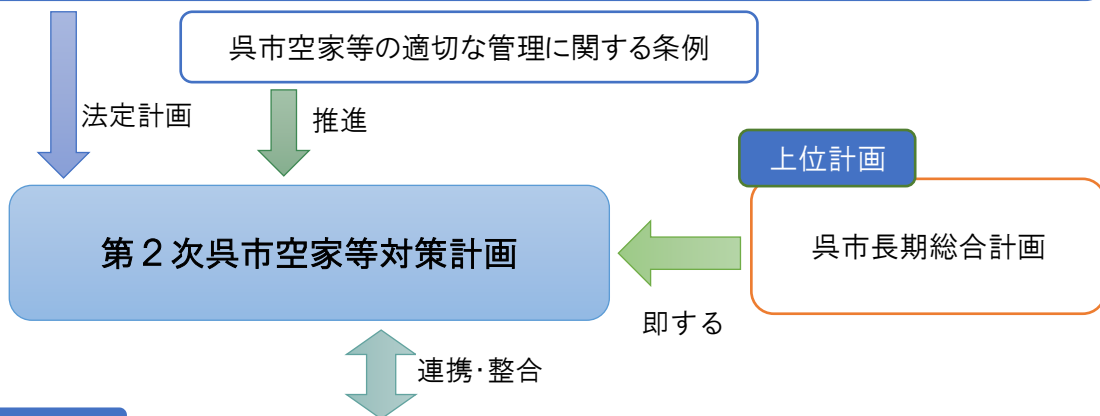 呉市空家等の適切な管理に関する条例
法定計画
推進
上位計画
第２次呉市空家等対策計画
呉市長期総合計画
即する
連携・整合